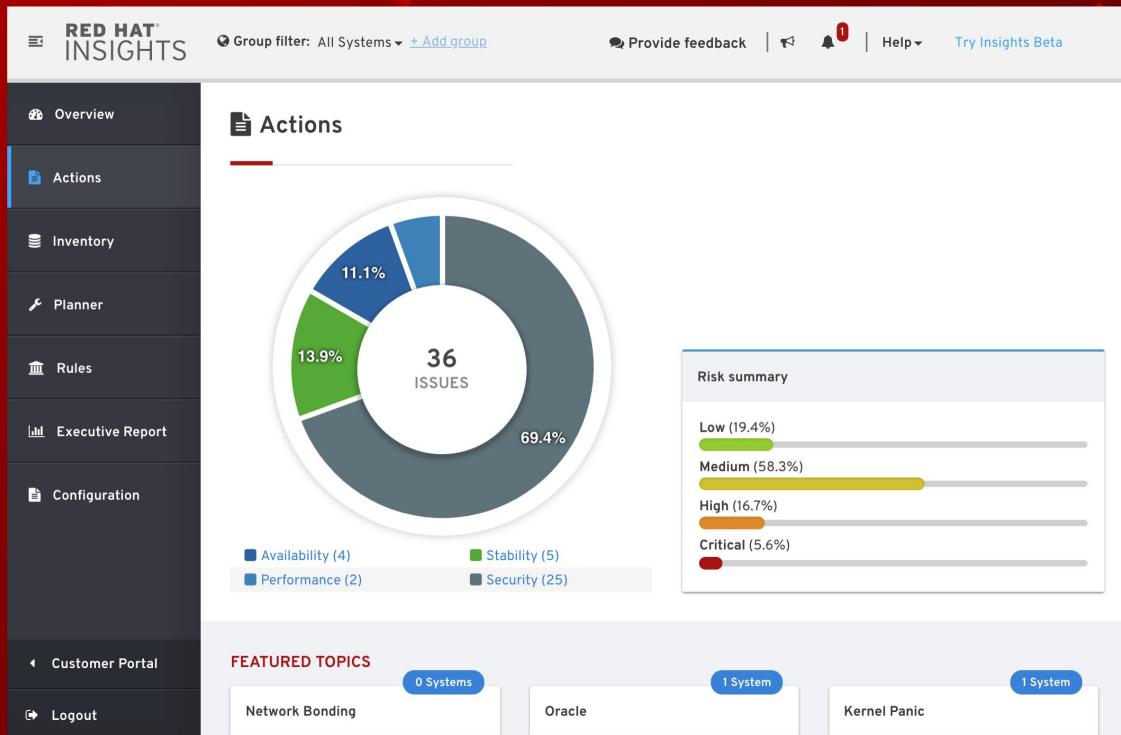 RED HAT®
INSIGHTS
Group filter: All Systems + Add group
Provide feedback
1
Help
Try Insights Beta
Overview
Actions
Inventory
Planner
Rules
Executive Report
Configuration
Customer Portal
Logout
Actions
11.1%
13.9%
36
ISSUES
69.4%
Availability (4)
Stability (5)
Performance (2)
Security (25)
Risk summary
Low (19.4%)
Medium (58.3%)
High (16.7%)
Critical (5.6%)
FEATURED TOPICS
0 Systems
Network Bonding
1 System
Oracle
1 System
Kernel Panic